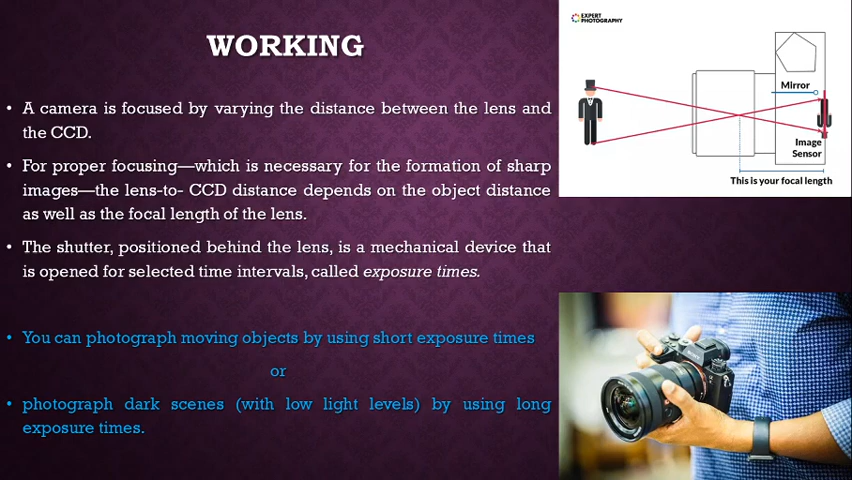 WORKING
• A camera is focused by varying the distance between the lens and
the CCD.
• For proper focusing—which is necessary for the formation of sharp
images—the lens-to- CCD distance depends on the object distance
as well as the focal length of the lens.
• The shutter, positioned behind the lens, is a mechanical device that
is opened for selected time intervals, called exposure times.
• You can photograph moving objects by using short exposure times
or
• photograph dark scenes (with low light levels) by using long
exposure times.
EXPERT
PHOTOGRAPHY
Mirror
Image
Sensor
This is your focal length